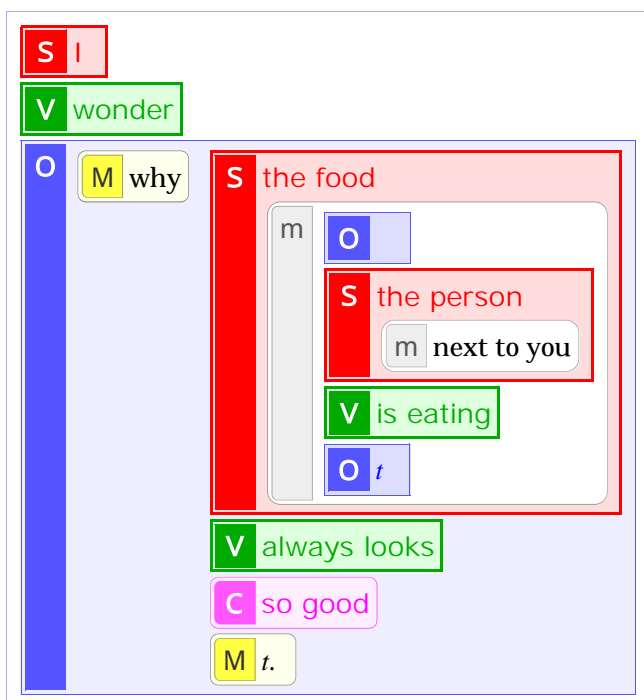 S I
V wonder
O M why S the food
m O
S the person
m next to you
V is eating
O t
V always looks
C so good
M t.